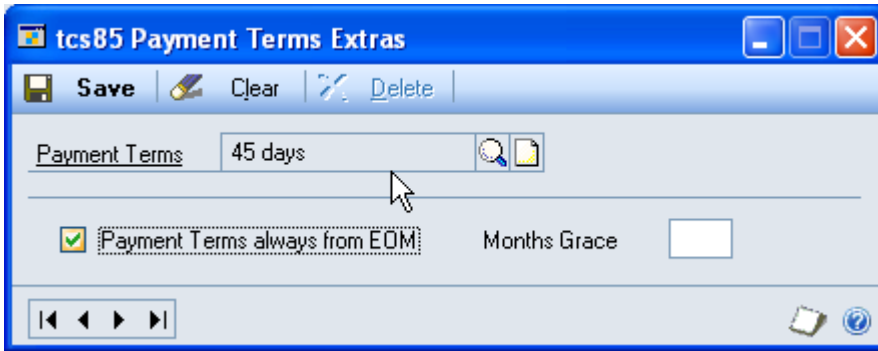 tcs85 Payment Terms Extras
Save Clear Delete
Payment Terms 45 days
Payment Terms always from EOM Months Grace